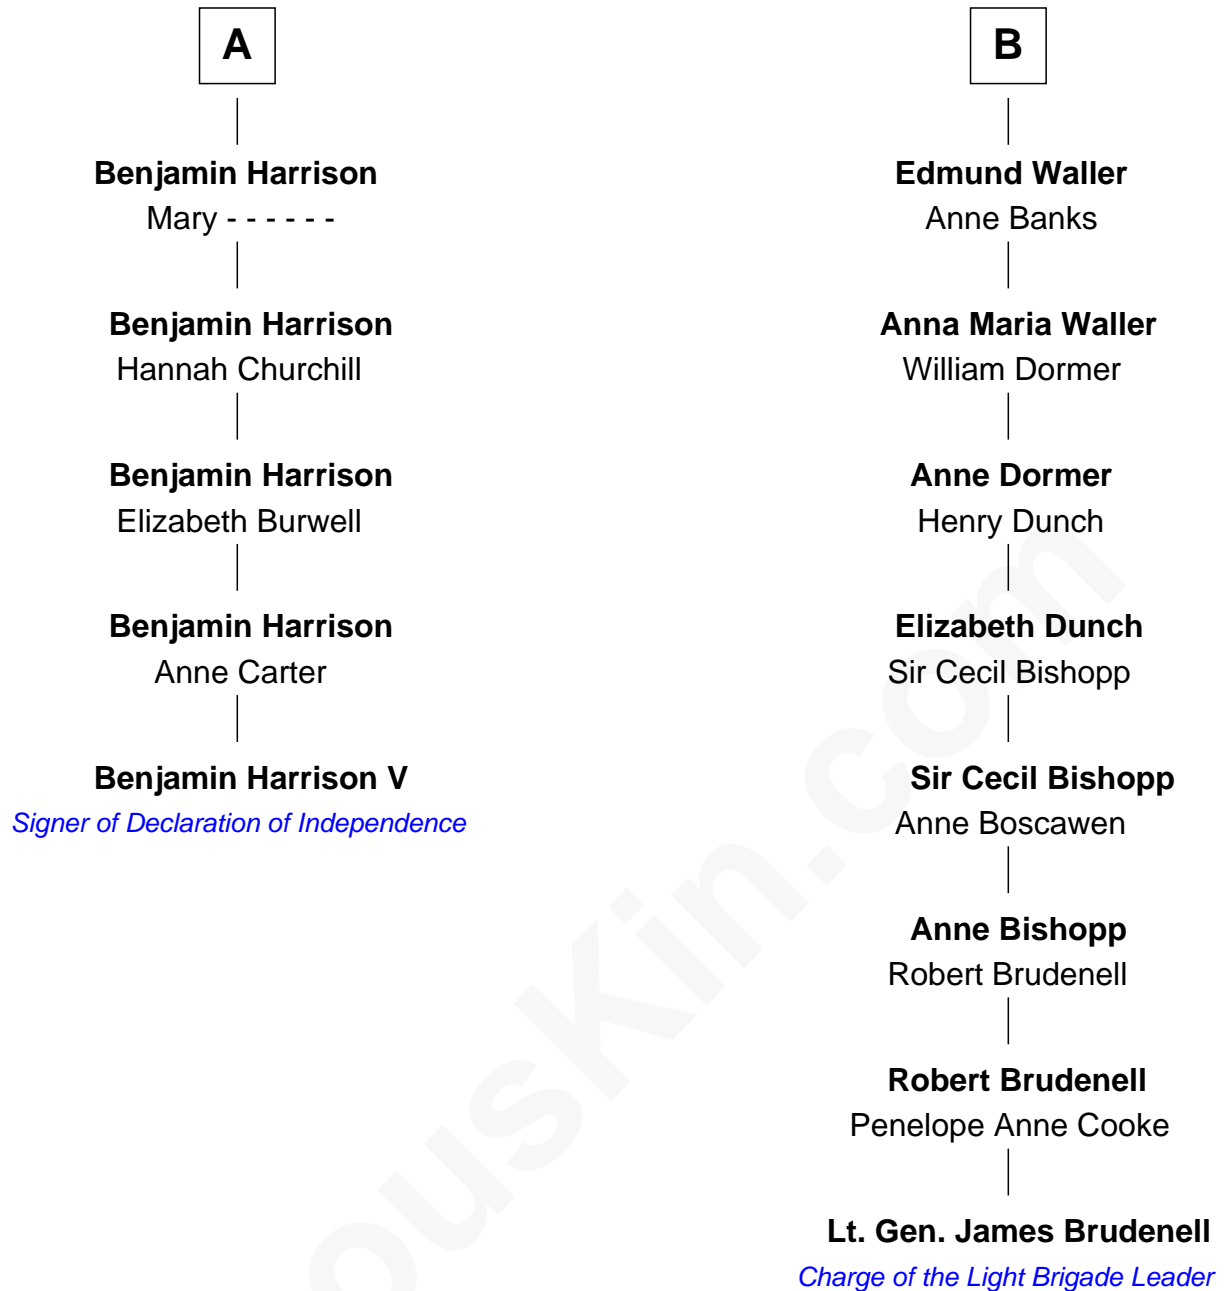 A
Benjamin Harrison
Mary - - - - - -
Benjamin Harrison
Hannah Churchill
Benjamin Harrison
Elizabeth Burwell
Benjamin Harrison
Anne Carter
Benjamin Harrison V
Signer of Declaration of Independence
B
Edmund Waller
Anne Banks
Anna Maria Waller
William Dormer
Anne Dormer
Henry Dunch
Elizabeth Dunch
Sir Cecil Bishopp
Sir Cecil Bishopp
Anne Boscawen
Anne Bishopp
Robert Brudenell
Robert Brudenell
Penelope Anne Cooke
Lt. Gen. James Brudenell
Charge of the Light Brigade Leader
ousKin.com